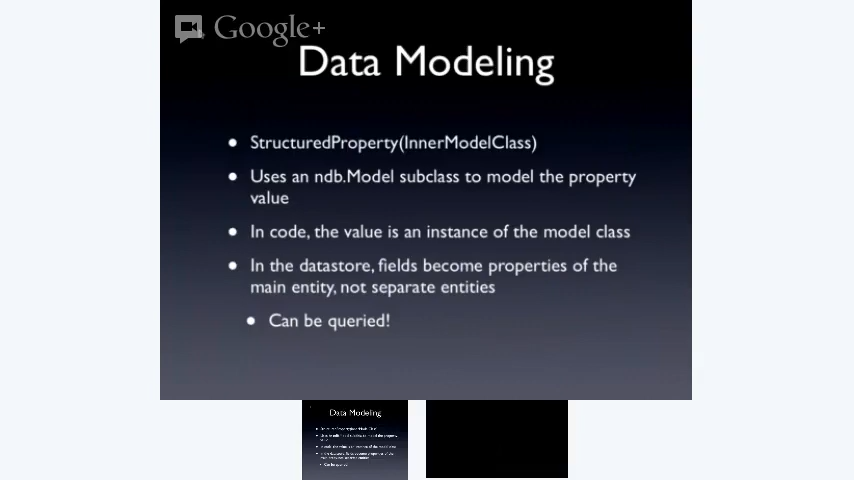 Google+
Data Modeling
• StructuredProperty(InnerModelClass)
• Uses an ndb.Model subclass to model the property
value
• In code, the value is an instance of the model class
• In the datastore, fields become properties of the
main entity, not separate entities
• Can be queried!
Data Modeling